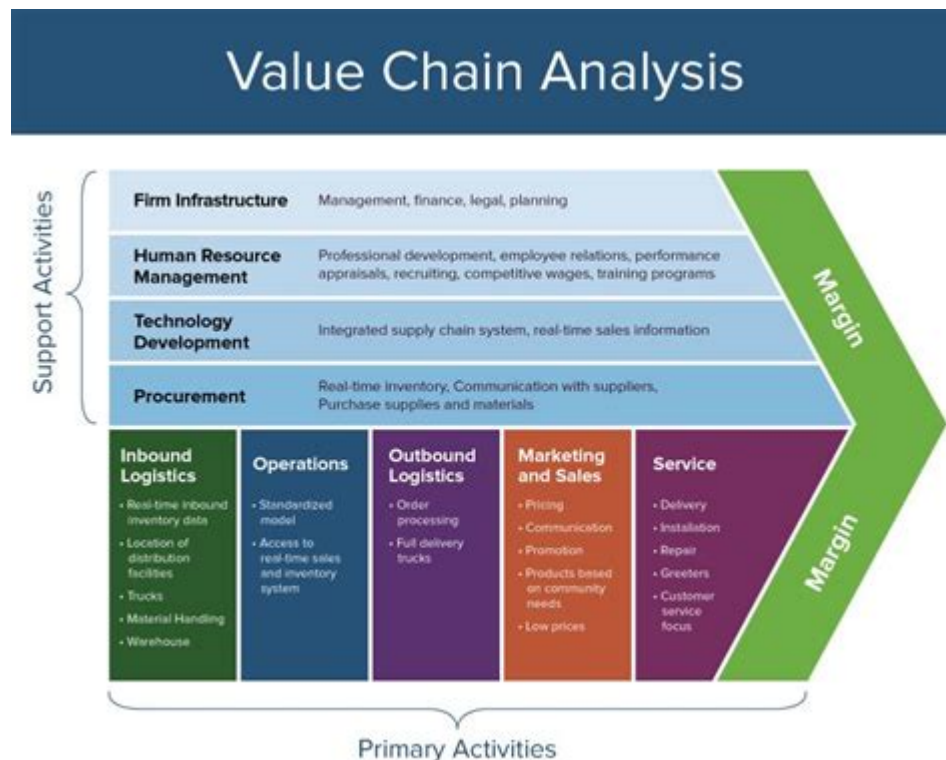 Value Chain Analysis
Support Activities
Firm Infrastructure
Management, finance, legal, planning
Human Resource
Management
Professional development, employee relations, performance
appraisals, recruiting, competitive wages, training programs
Technology
Development
Integrated supply chain system, real-time sales information
Procurement
Real-time inventory, Communication with suppliers,
Purchase supplies and materials
Margin
Inbound
Logistics
• Real-time inbound
inventory data
• Location of
distribution
facilities
• Trucks
• Material Handling
• Warehouse
Operations
• Standardized
model
• Access to
real-time sales
and inventory
system
Outbound
Logistics
• Order
processing
• Full delivery
trucks
Marketing
and Sales
• Pricing
• Communication
• Promotion
• Products based
on community
needs
• Low prices
Service
• Delivery
• Installation
• Repair
• Greeters
• Customer
service
focus
Margin
Primary Activities